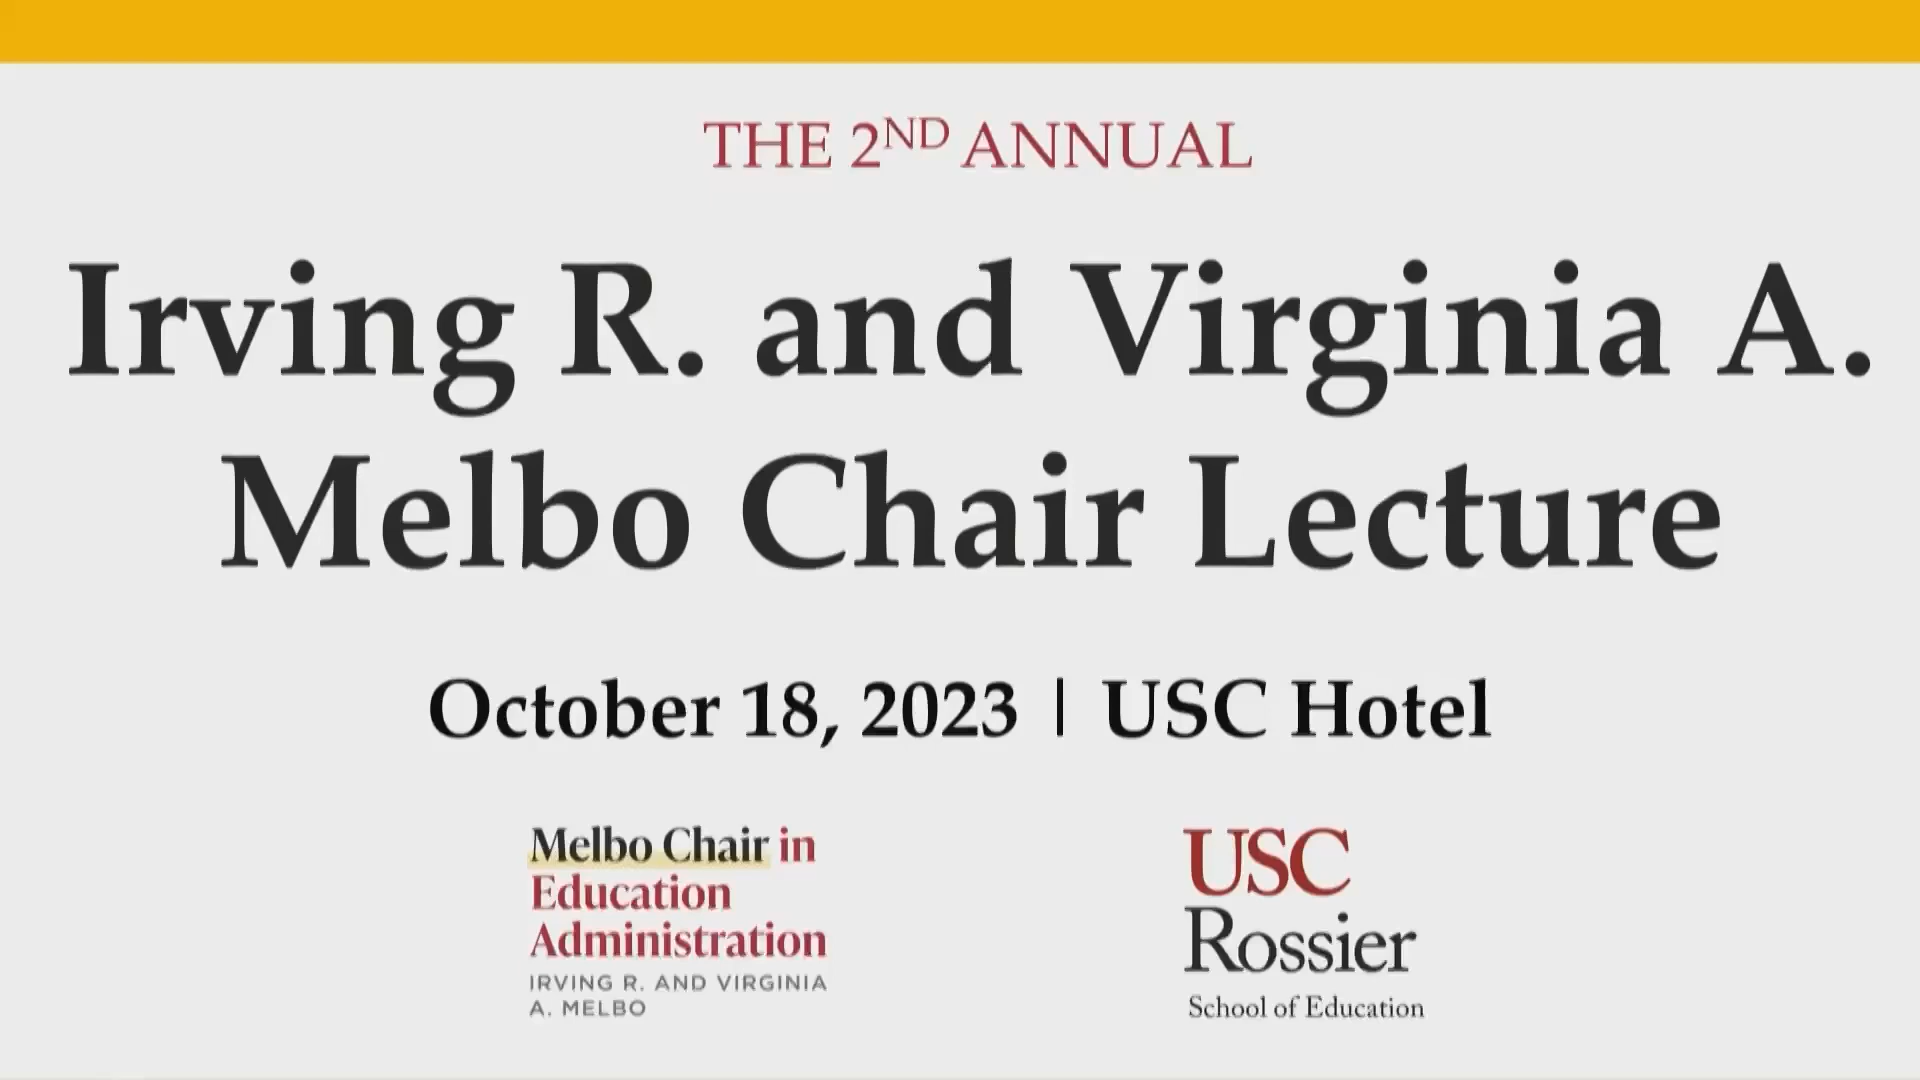 THE 2ND ANNUAL
Irving R. and Virginia A.
Melbo Chair Lecture
October 18, 2023 | USC Hotel
Melbo Chair in
Education
Administration
IRVING R. AND VIRGINIA
A. MELBO
USC
Rossier
School of Education